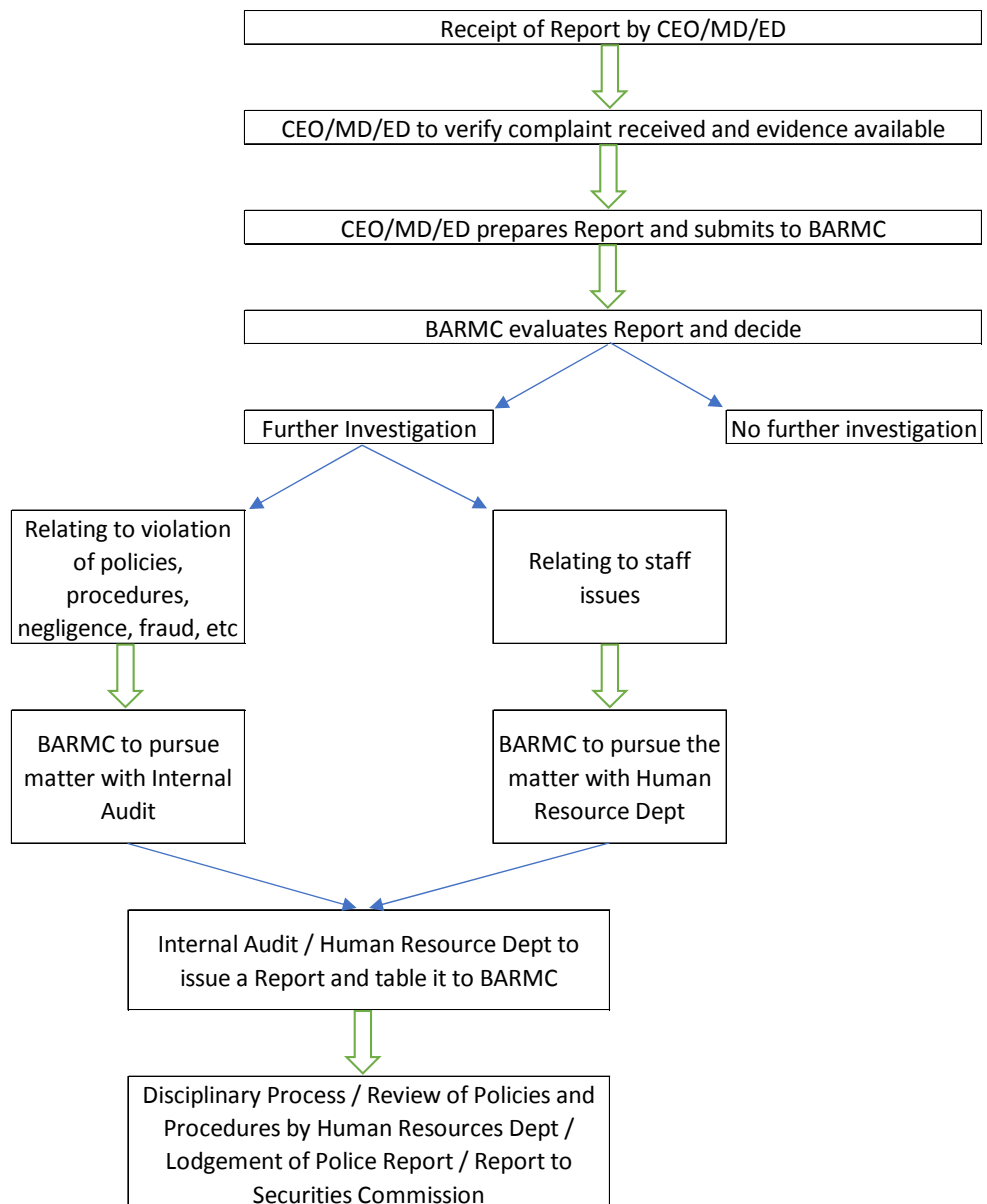 Receipt of Report by CEO/MD/ED
CEO/MD/ED to verify complaint received and evidence available
CEO/MD/ED prepares Report and submits to BARMC
BARMC evaluates Report and decide
Further Investigation
No further investigation
Relating to violation
of policies,
procedures,
negligence, fraud, etc
Relating to staff
issues
BARMC to pursue
matter with Internal
Audit
BARMC to pursue the
matter with Human
Resource Dept
Internal Audit / Human Resource Dept to
issue a Report and table it to BARMC
Disciplinary Process / Review of Policies and
Procedures by Human Resources Dept /
Lodgement of Police Report / Report to
Securities Commission